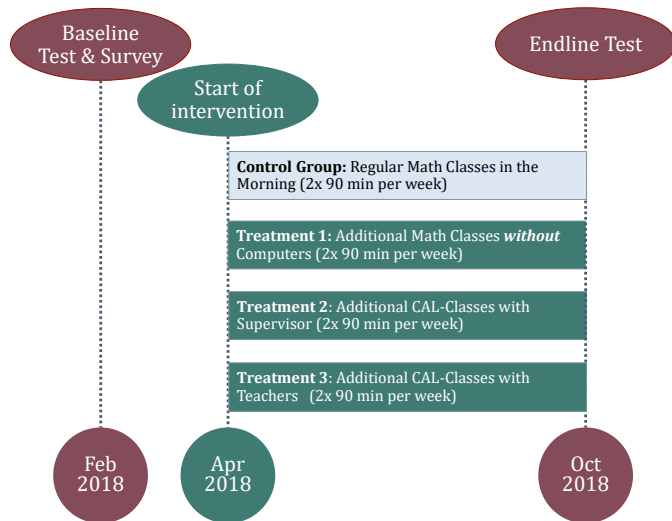 Baseline
Test & Survey
Endline Test
Start of
intervention
Control Group: Regular Math Classes in the
Morning (2x 90 min per week)
Treatment 1: Additional Math Classes without
Computers (2x 90 min per week)
Treatment 2: Additional CAL-Classes with
Supervisor (2x 90 min per week)
Treatment 3: Additional CAL-Classes with
Teachers (2x 90 min per week)
Feb
2018
Apr
2018
Oct
2018